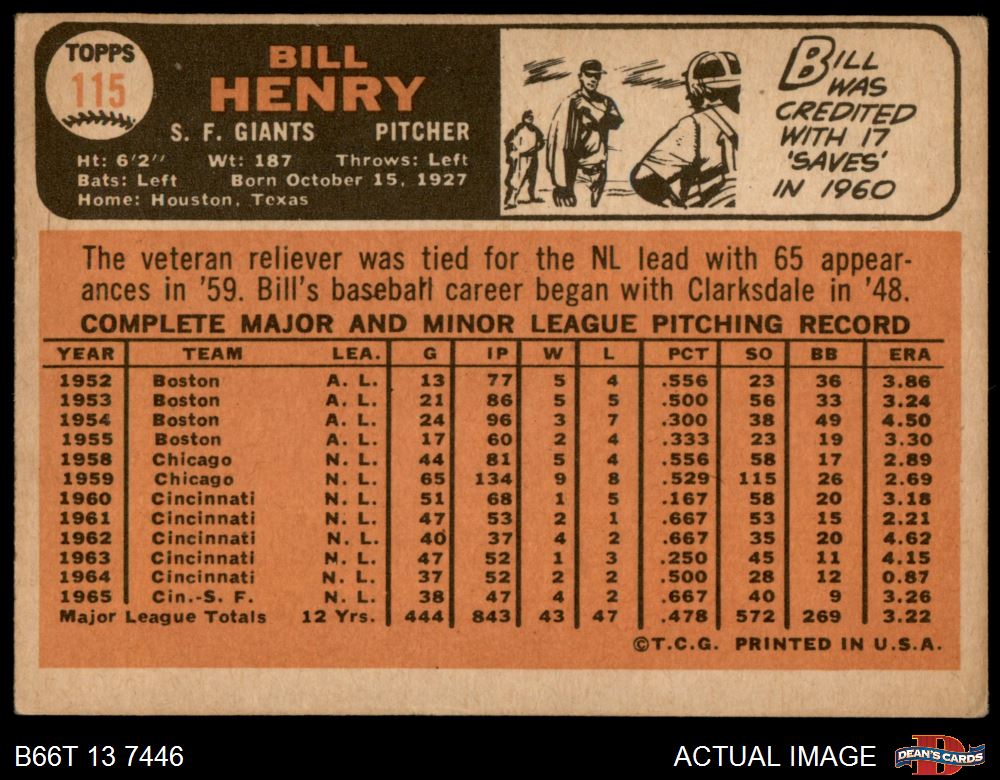 TOPPS
115
BILL
HENRY
S. F. GIANTS PITCHER
Ht: 6'2" Wt: 187 Throws: Left
Bats: Left Born October 15, 1927
Home: Houston, Texas
BILL
WAS
CREDITED
WITH 17
'SAVES'
IN 1960
The veteran reliever was tied for the NL lead with 65 appear-
ances in '59. Bill's baseball career began with Clarksdale in '48.
COMPLETE MAJOR AND MINOR LEAGUE PITCHING RECORD
YEAR TEAM LEA. G IP W L PCT SO BB ERA
1952 Boston A. L. 13 77 5 4 .556 23 36 3.86
1953 Boston A. L. 21 86 5 5 .500 56 33 3.24
1954 Boston A. L. 24 96 3 7 .300 38 49 4.50
1955 Boston A. L. 17 60 2 4 .333 23 19 3.30
1958 Chicago N. L. 44 81 5 4 .556 58 17 2.89
1959 Chicago N. L. 65 134 9 8 .529 115 26 2.69
1960 Cincinnati N. L. 51 68 1 5 .167 58 20 3.18
1961 Cincinnati N. L. 47 53 2 1 .667 53 15 2.21
1962 Cincinnati N. L. 40 37 4 2 .667 35 20 4.62
1963 Cincinnati N. L. 47 52 1 3 .250 45 11 4.15
1964 Cincinnati N. L. 37 52 2 2 .500 28 12 0.87
1965 Cin.-S. F. N. L. 38 47 4 2 .667 40 9 3.26
Major League Totals 12 Yrs. 444 843 43 47 .478 572 269 3.22
©T.C.G. PRINTED IN U.S.A.
B66T 13 7446 ACTUAL IMAGE
DEAN'S CARDS